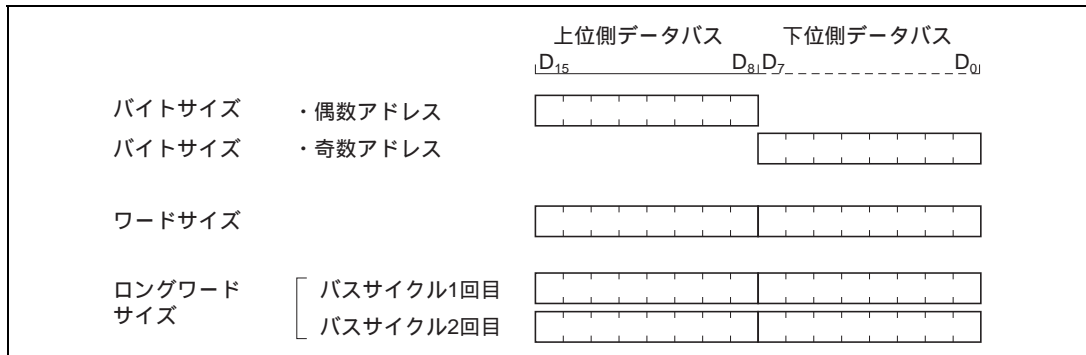 上位側データバス 下位側データバス
D15 D8 D7 D0
バイトサイズ ・偶数アドレス
バイトサイズ ・奇数アドレス
ワードサイズ
ロングワード
サイズ
バスサイクル1回目
バスサイクル2回目